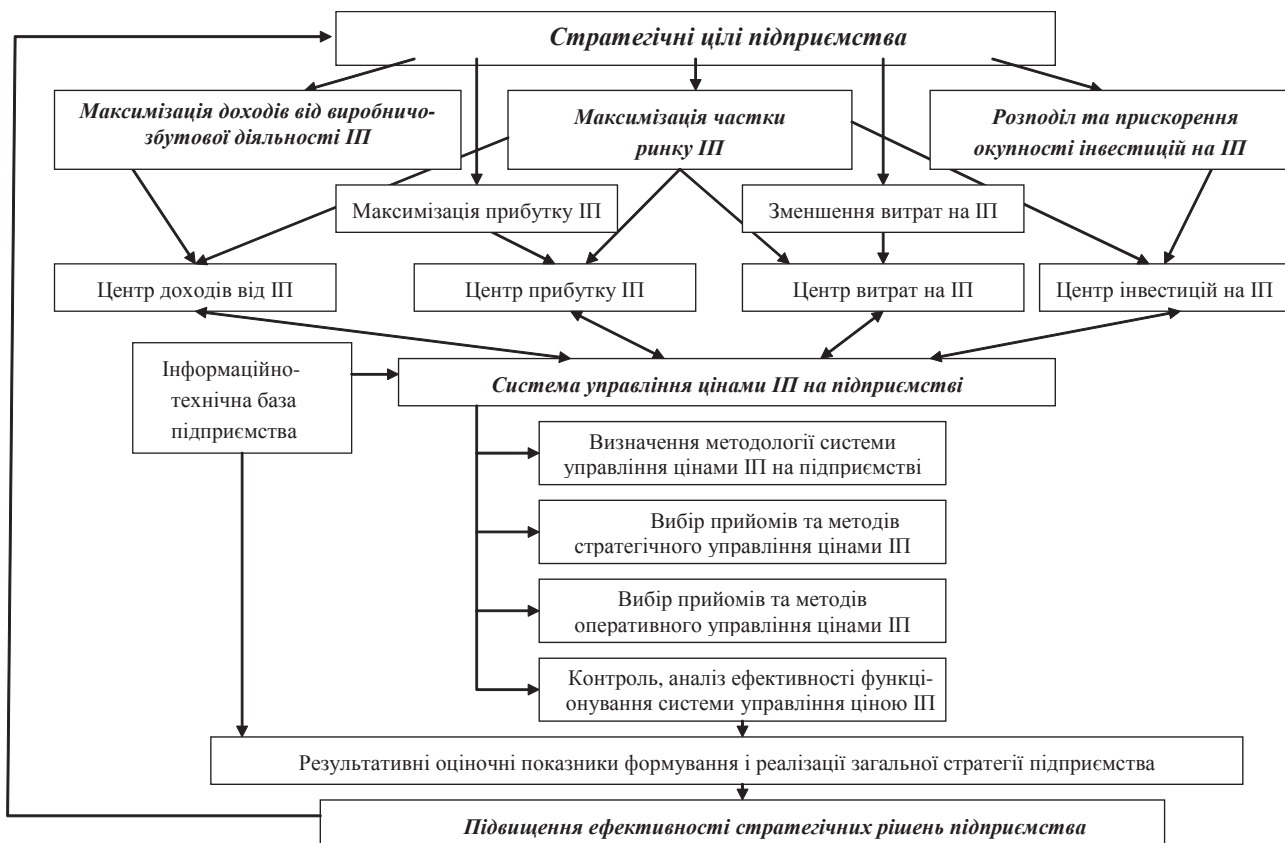 Стратегічні цілі підприємства
Максимізація доходів від виробничо-
збутової діяльності ІП
Максимізація частки
ринку ІП
Розподіл та прискорення
окупності інвестицій на ІП
Максимізація прибутку ІП
Зменшення витрат на ІП
Центр доходів від ІП
Центр прибутку ІП
Центр витрат на ІП
Центр інвестицій на ІП
Інформаційно-
технічна база
підприємства
Система управління цінами ІП на підприємстві
Визначення методології системи
управління цінами ІП на підприємстві
Вибір прийомів та методів
стратегічного управління цінами ІП
Вибір прийомів та методів
оперативного управління цінами ІП
Контроль, аналіз ефективності функці-
онування системи управління ціною ІП
Результативні оціночні показники формування і реалізації загальної стратегії підприємства
Підвищення ефективності стратегічних рішень підприємства